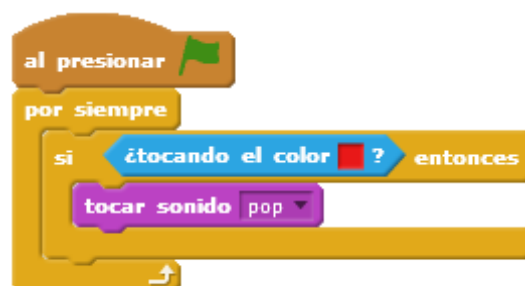 al presionar
por siempre
si ¿tocando el color ? entonces
tocar sonido pop